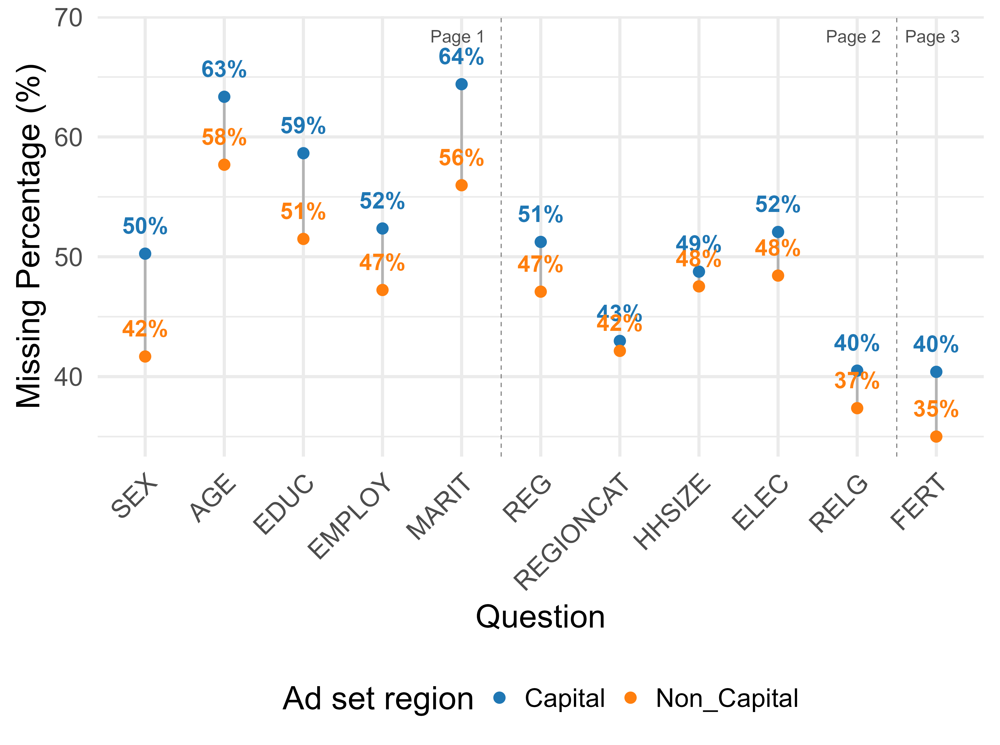 70
Page 1
Page 2
Page 3
64%
63%
59%
58%
60
56%
52%
52%
51%
51%
50%
49%
48%
48%
47%
47%
50
43%
42%
42%
40%
40%
40
37%
35%
Missing Percentage (%)
SEX
AGE
EDUC
EMPLOY
MARIT
REG
REGIONCAT
HHSIZE
ELEC
RELG
FERT
Question
Ad set region
Capital
Non_Capital